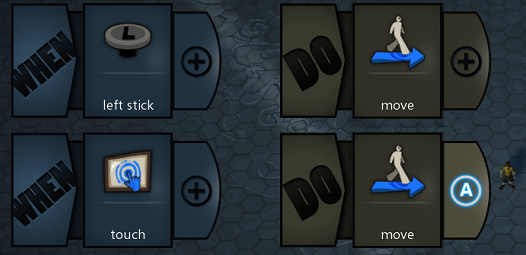 WHEN
L
left stick
DO
move
WHEN
touch
DO
move
A